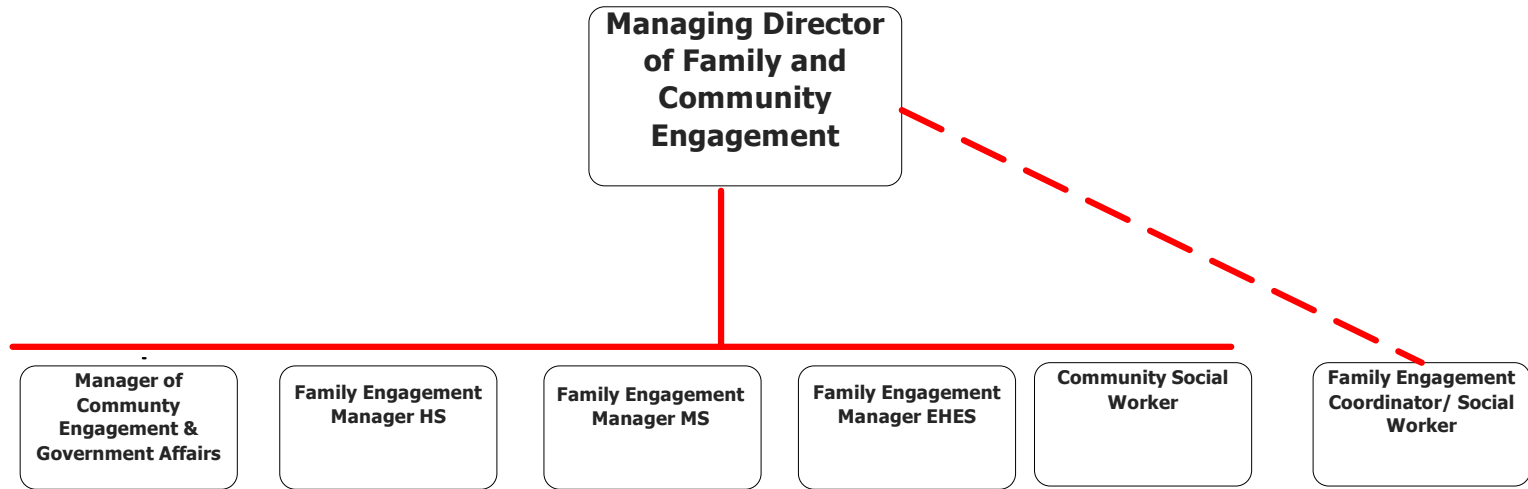 Managing Director
of Family and
Community
Engagement
-
Manager of
Communty
Engagement &
Government Affairs
Family Engagement
Manager HS
Family Engagement
Manager MS
Family Engagement
Manager EHES
Community Social
Worker
Family Engagement
Coordinator/ Social
Worker